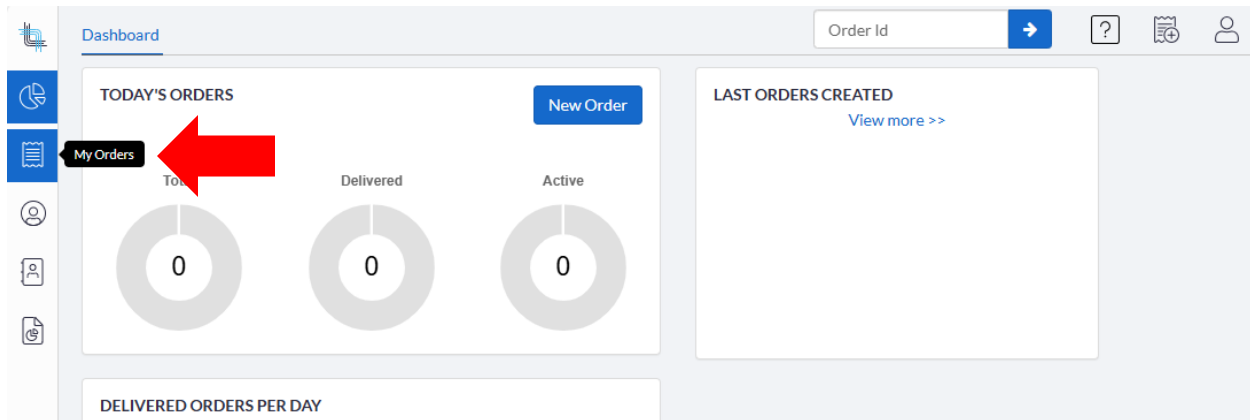 Dashboard
Order Id
?
TODAY'S ORDERS
New Order
LAST ORDERS CREATED
View more >>
My Orders
Delivered
Active
0
0
0
DELIVERED ORDERS PER DAY